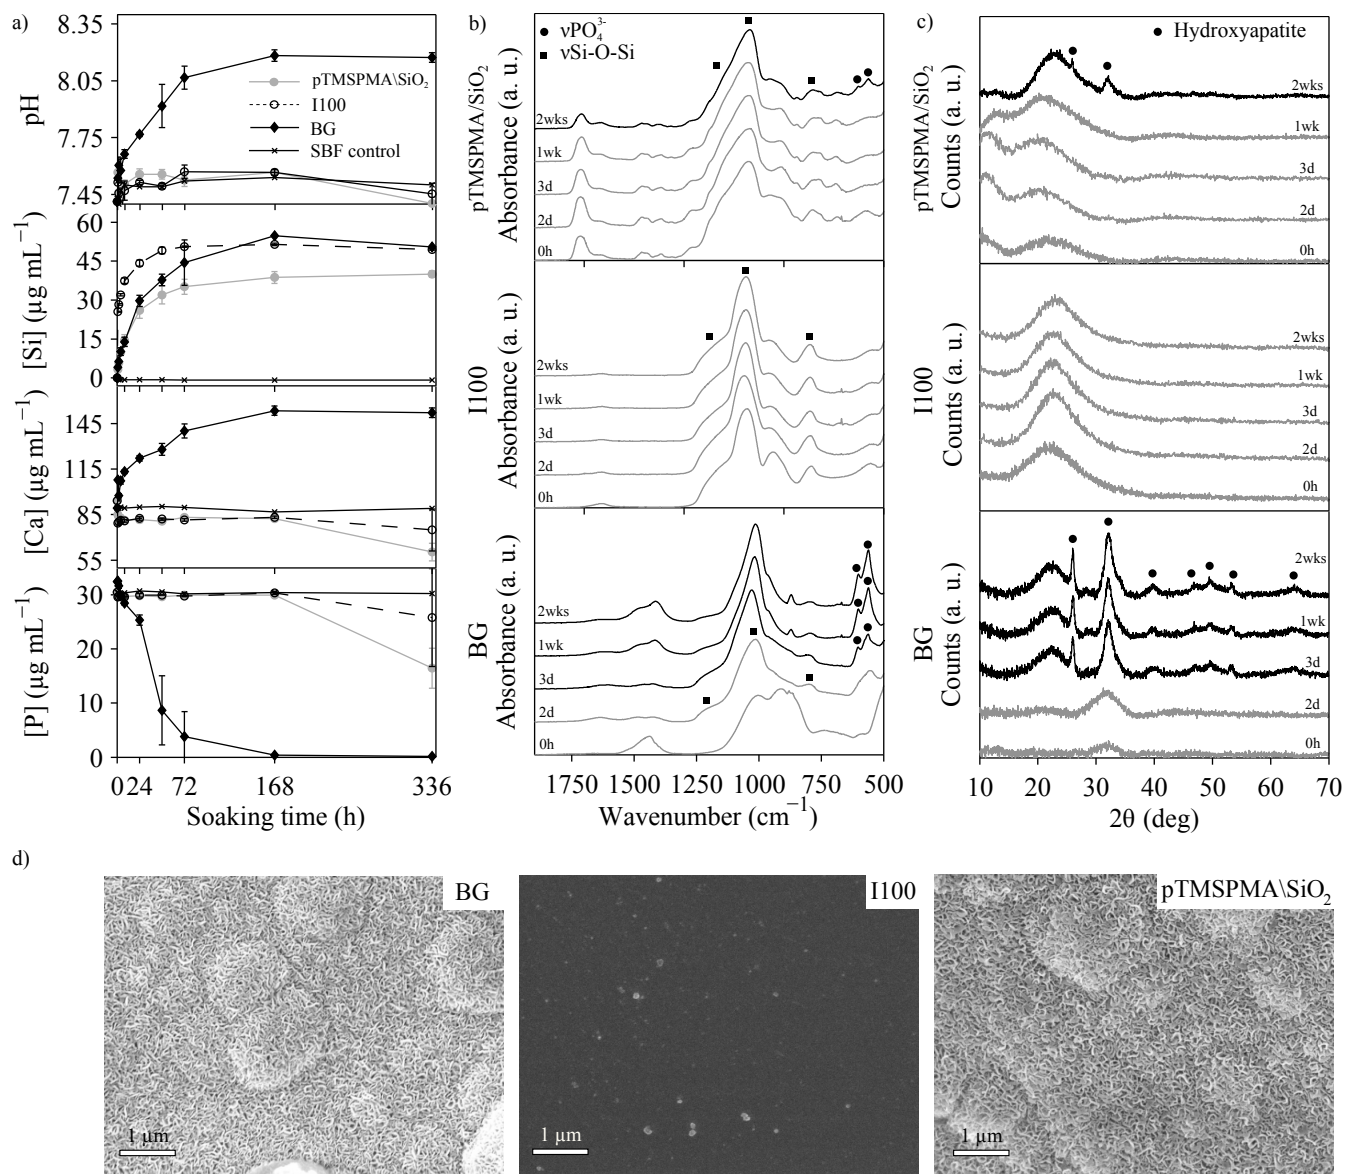 a)
8.35
8.05
7.75
7.45
pH
pTMSPMA\SiO₂
I100
BG
SBF control
60
45
30
15
0
[Si] (µg mL⁻¹)
145
115
85
55
[Ca] (µg mL⁻¹)
30
20
10
0
[P] (µg mL⁻¹)
0 24 72 168 336
Soaking time (h)
b)
νPO₄³⁻
νSi-O-Si
pTMSPMA/SiO₂
Absorbance (a. u.)
2wks
1wk
3d
2d
0h
I100
Absorbance (a. u.)
2wks
1wk
3d
2d
0h
BG
Absorbance (a. u.)
2wks
1wk
3d
2d
0h
1750 1500 1250 1000 750 500
Wavenumber (cm⁻¹)
c)
Hydroxyapatite
pTMSPMA/SiO₂
Counts (a. u.)
2wks
1wk
3d
2d
0h
I100
Counts (a. u.)
2wks
1wk
3d
2d
0h
BG
Counts (a. u.)
2wks
1wk
3d
2d
0h
10 20 30 40 50 60 70
2θ (deg)
d)
BG
1 µm
I100
1 µm
pTMSPMA\SiO₂
1 µm